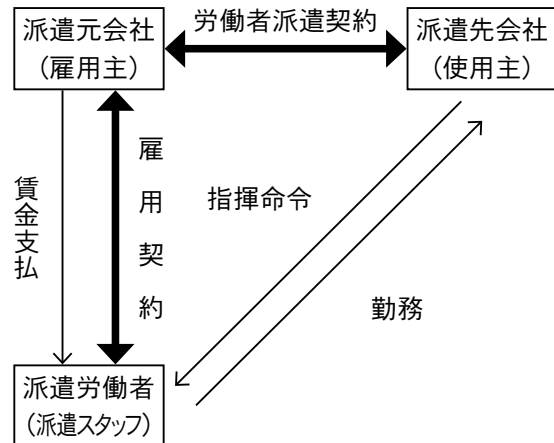 派遣元会社
(雇用主)
労働者派遣契約
派遣先会社
(使用主)
賃金支払
雇用契約
指揮命令
勤務
派遣労働者
(派遣スタッフ)